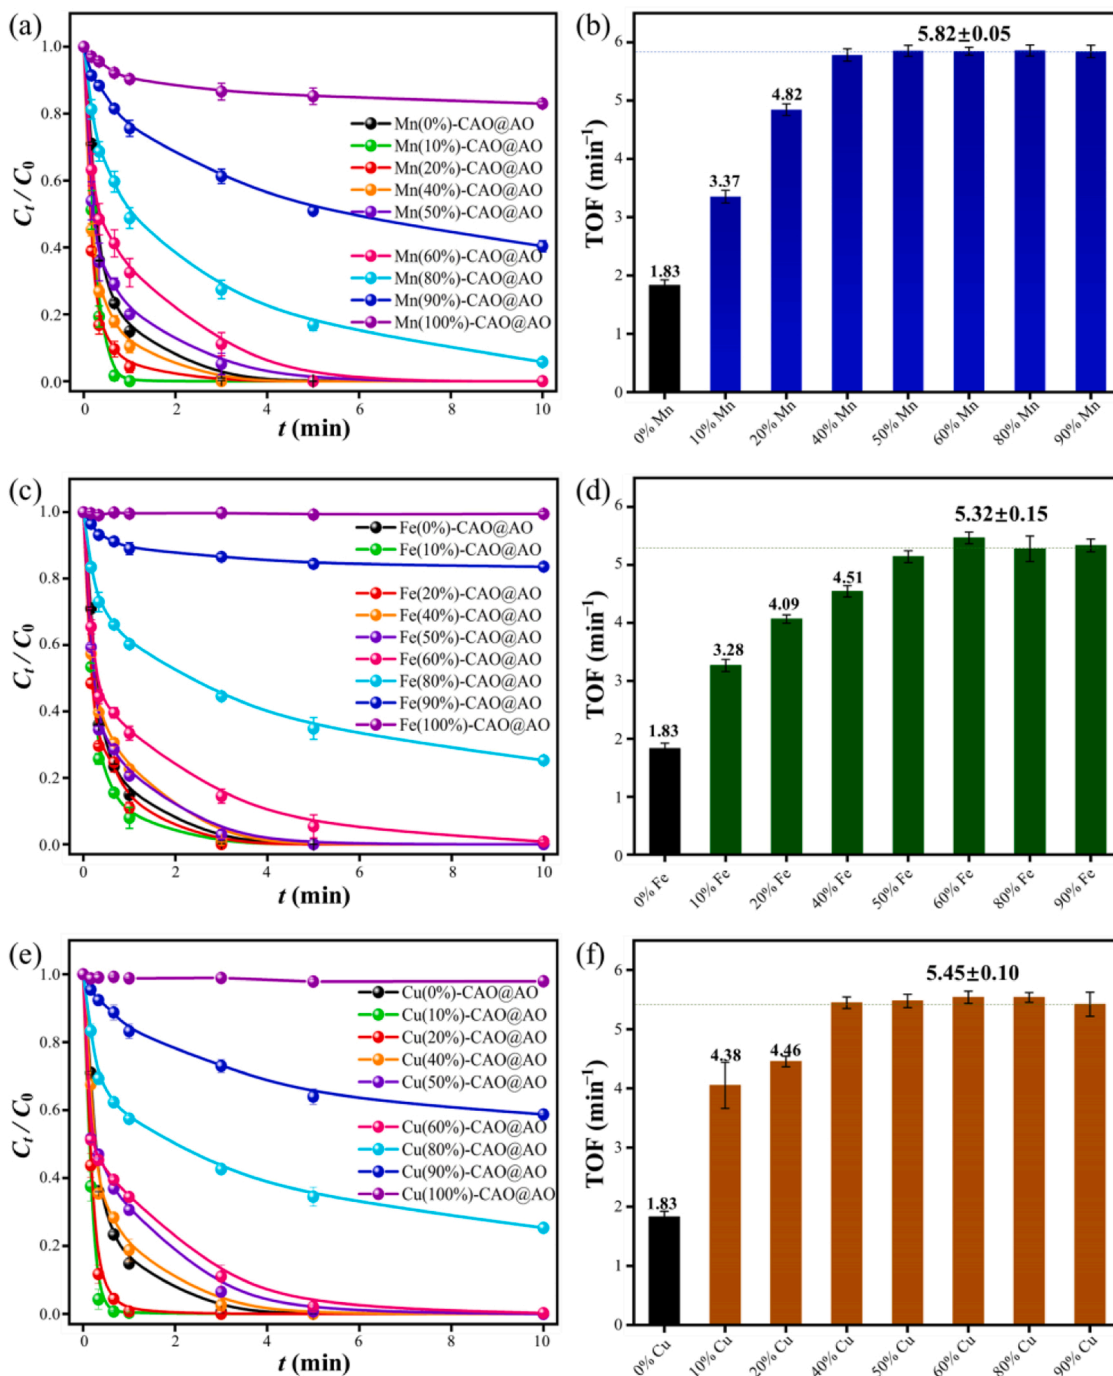 (a)
1.0
0.8
0.6
0.4
0.2
0.0
Ct / C0
0 2 4 6 8 10
t (min)
Mn(0%)-CAO@AO
Mn(10%)-CAO@AO
Mn(20%)-CAO@AO
Mn(40%)-CAO@AO
Mn(50%)-CAO@AO
Mn(60%)-CAO@AO
Mn(80%)-CAO@AO
Mn(90%)-CAO@AO
Mn(100%)-CAO@AO
(b)
6
5
4
3
2
1
0
TOF (min⁻¹)
5.82±0.05
1.83
3.37
4.82
0% Mn
10% Mn
20% Mn
40% Mn
50% Mn
60% Mn
80% Mn
90% Mn
(c)
1.0
0.8
0.6
0.4
0.2
0.0
Ct / C0
0 2 4 6 8 10
t (min)
Fe(0%)-CAO@AO
Fe(10%)-CAO@AO
Fe(20%)-CAO@AO
Fe(40%)-CAO@AO
Fe(50%)-CAO@AO
Fe(60%)-CAO@AO
Fe(80%)-CAO@AO
Fe(90%)-CAO@AO
Fe(100%)-CAO@AO
(d)
6
5
4
3
2
1
0
TOF (min⁻¹)
5.32±0.15
1.83
3.28
4.09
4.51
0% Fe
10% Fe
20% Fe
40% Fe
50% Fe
60% Fe
80% Fe
90% Fe
(e)
1.0
0.8
0.6
0.4
0.2
0.0
Ct / C0
0 2 4 6 8 10
t (min)
Cu(0%)-CAO@AO
Cu(10%)-CAO@AO
Cu(20%)-CAO@AO
Cu(40%)-CAO@AO
Cu(50%)-CAO@AO
Cu(60%)-CAO@AO
Cu(80%)-CAO@AO
Cu(90%)-CAO@AO
Cu(100%)-CAO@AO
(f)
6
5
4
3
2
1
0
TOF (min⁻¹)
5.45±0.10
1.83
4.38
4.46
0% Cu
10% Cu
20% Cu
40% Cu
50% Cu
60% Cu
80% Cu
90% Cu